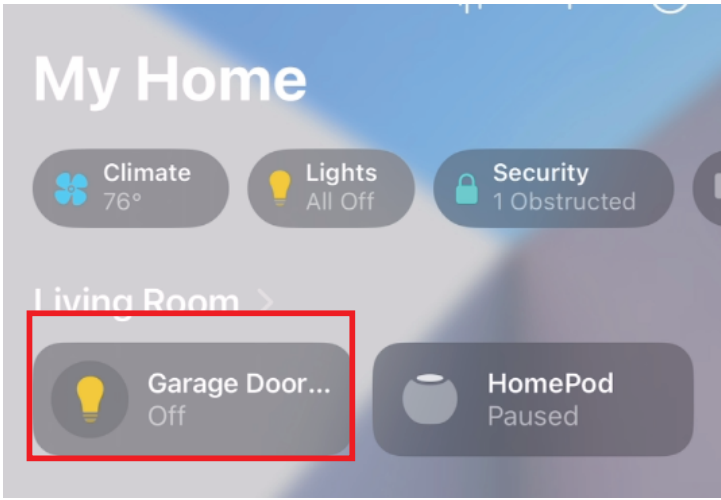 My Home
Climate
76°
Lights
All Off
Security
1 Obstructed
Living Room >
Garage Door...
Off
HomePod
Paused